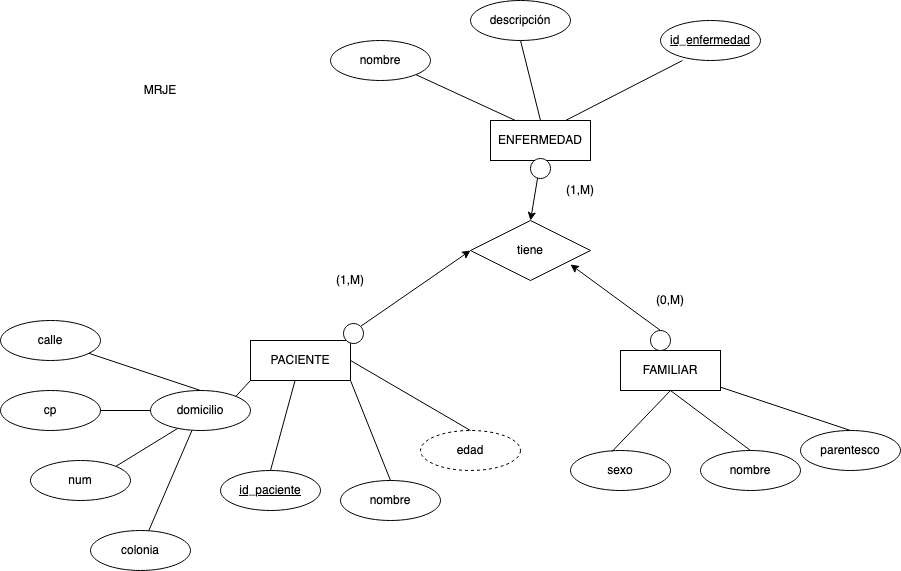 descripción
id_enfermedad
nombre
MRJE
ENFERMEDAD
(1,M)
tiene
(1,M)
(0,M)
calle
PACIENTE
FAMILIAR
cp
domicilio
edad
parentesco
sexo
nombre
num
id_paciente
nombre
colonia